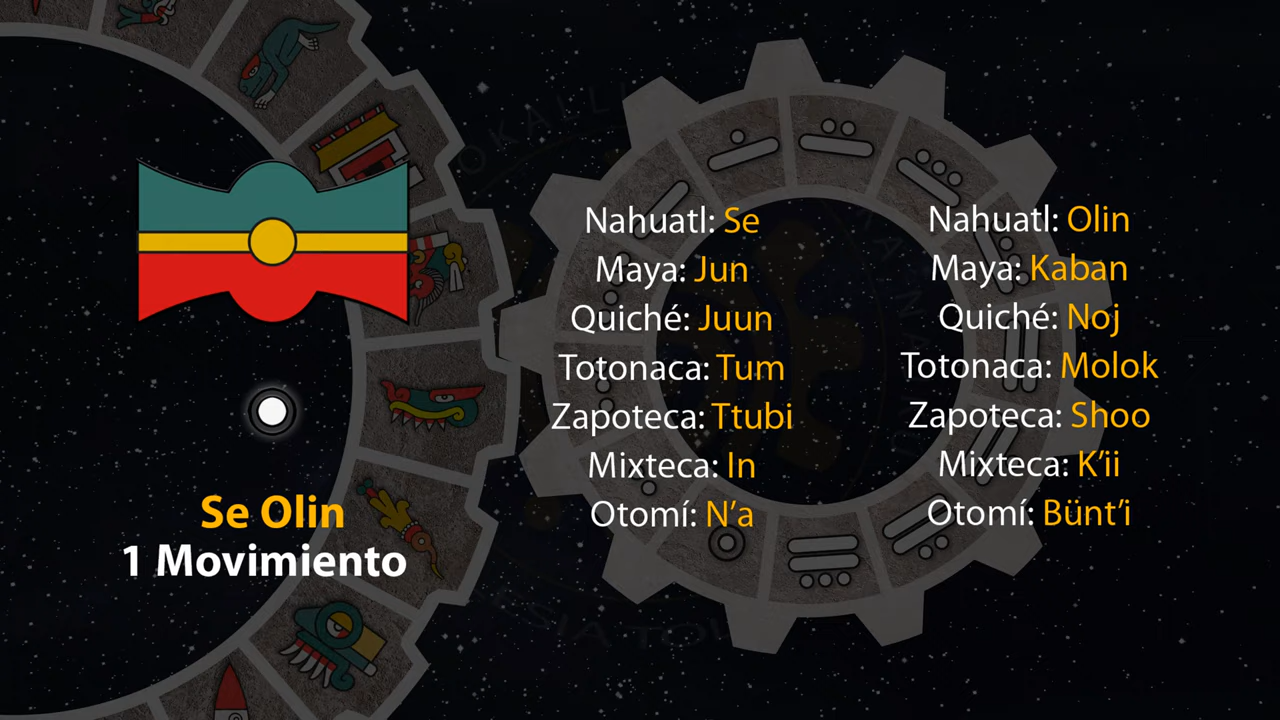 Se Olin
1 Movimiento
Nahuatl: Se
Maya: Jun
Quiché: Juun
Totonaca: Tum
Zapoteca: Ttubi
Mixteca: In
Otomí: N'a
Nahuatl: Olin
Maya: Kaban
Quiché: Noj
Totonaca: Molok
Zapoteca: Shoo
Mixteca: K'ii
Otomí: Bünt'i